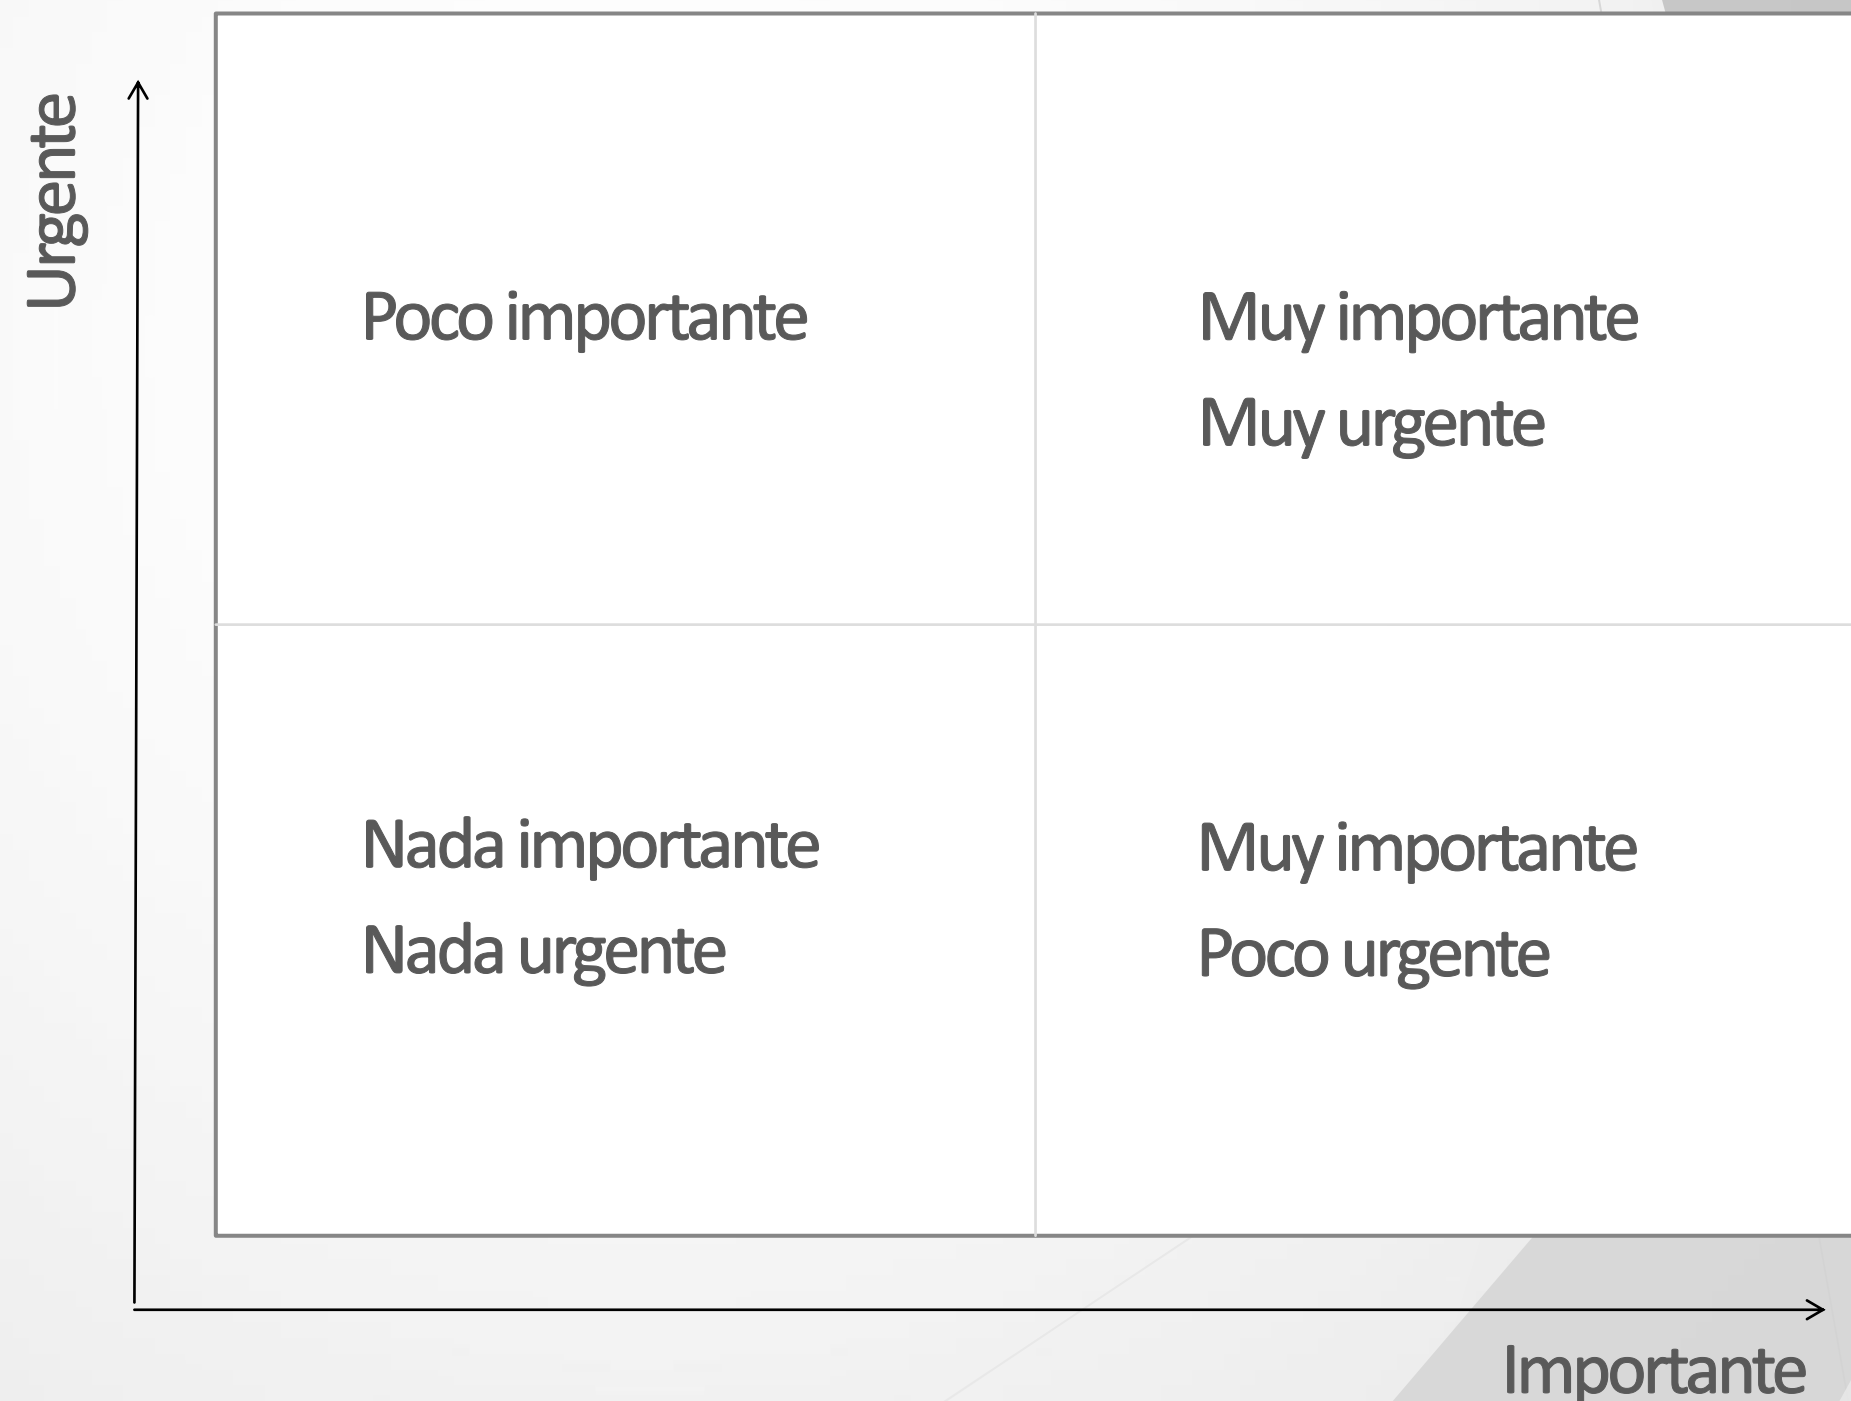 Urgente
Poco importante
Muy importante
Muy urgente
Nada importante
Nada urgente
Muy importante
Poco urgente
Importante